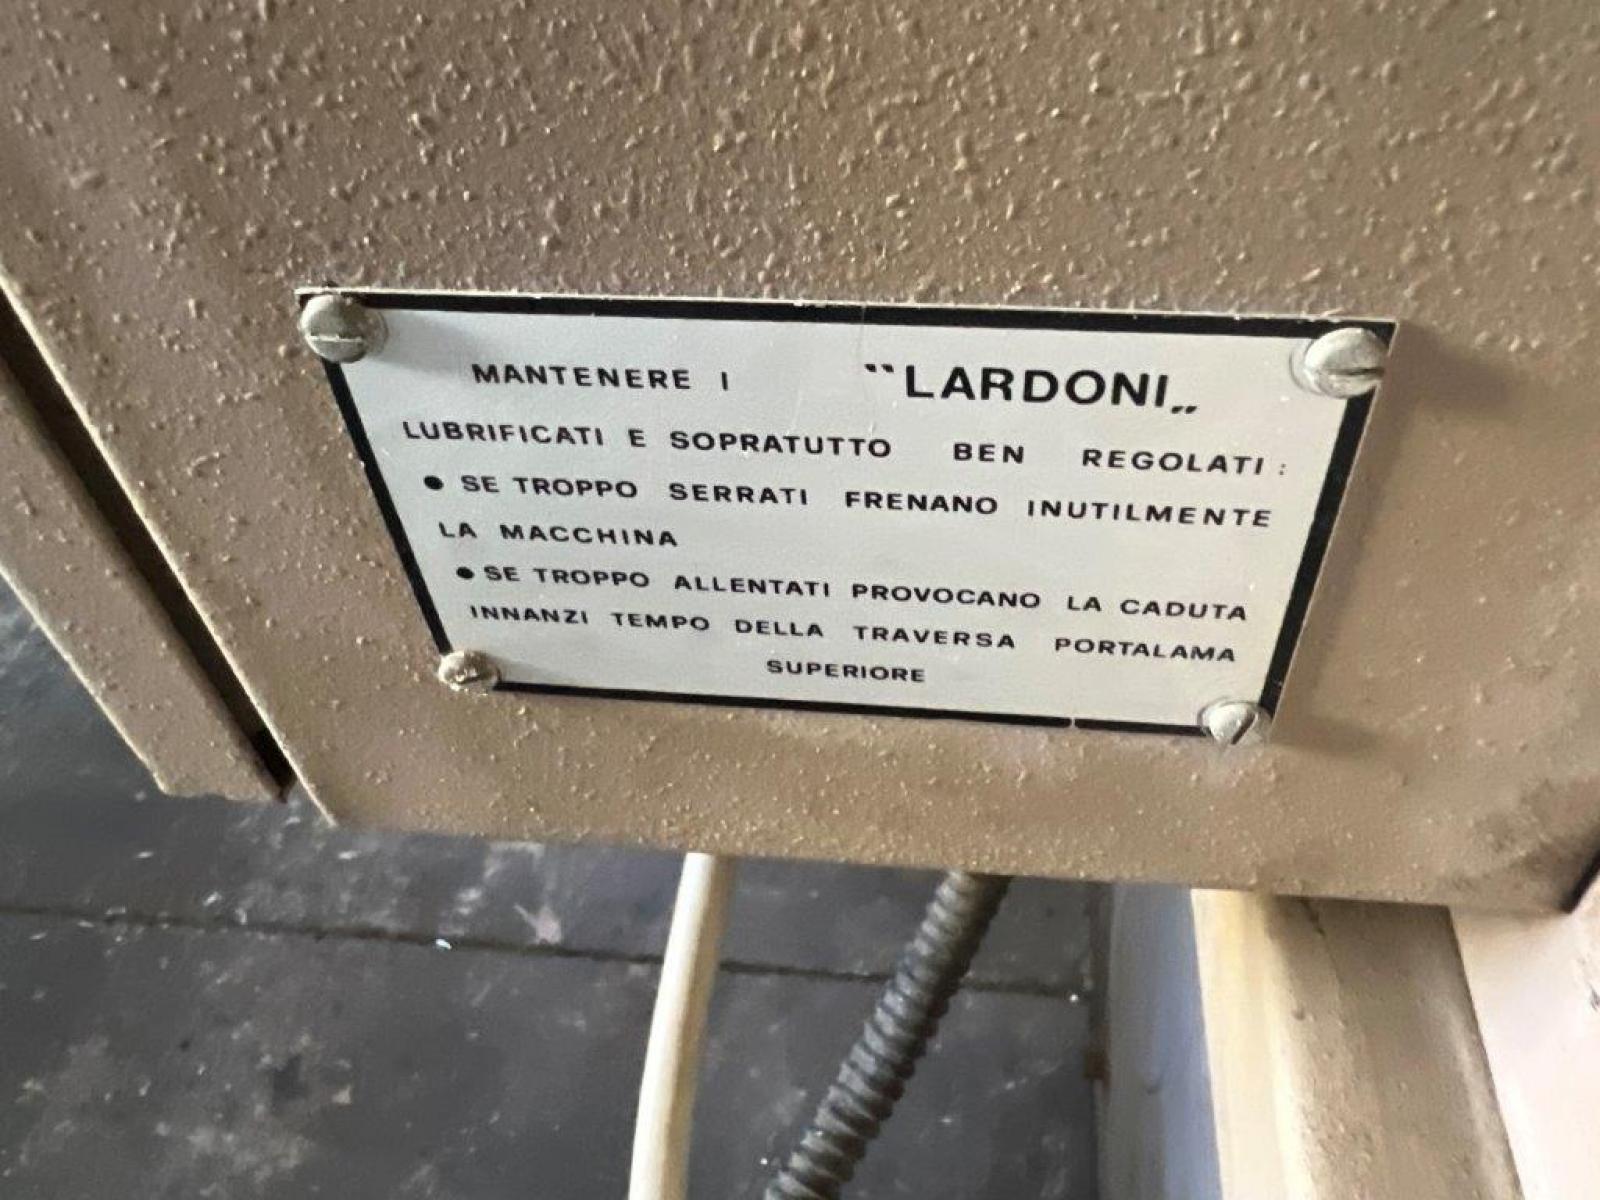 MANTENERE I "LARDONI„
LUBRIFICATI E SOPRATUTTO BEN REGOLATI:
● SE TROPPO SERRATI FRENANO INUTILMENTE
LA MACCHINA
● SE TROPPO ALLENTATI PROVOCANO LA CADUTA
INNANZI TEMPO DELLA TRAVERSA PORTALAMA
SUPERIORE